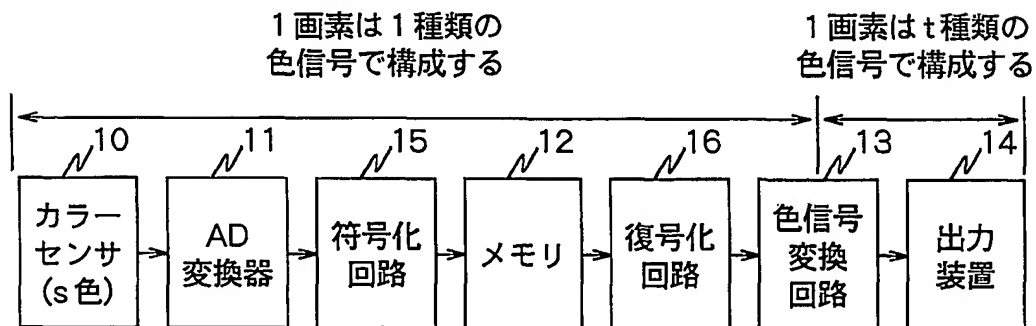 1画素は1種類の
色信号で構成する
1画素はt種類の
色信号で構成する
10
11
15
12
16
13
14
カラー
センサ
(s色)
AD
変換器
符号化
回路
メモリ
復号化
回路
色信号
変換
回路
出力
装置